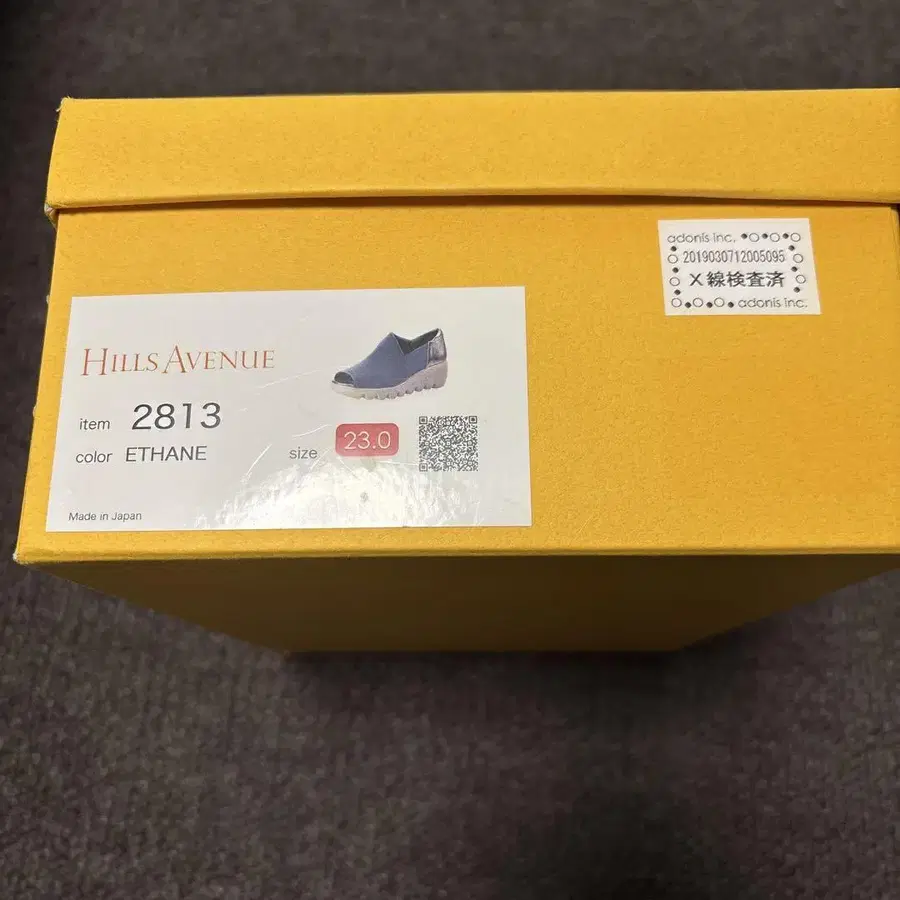 adonis inc.
2019030712005095
X線検査済
adonis inc.
HILLS AVENUE
item 2813
color ETHANE
size 23.0
Made in Japan